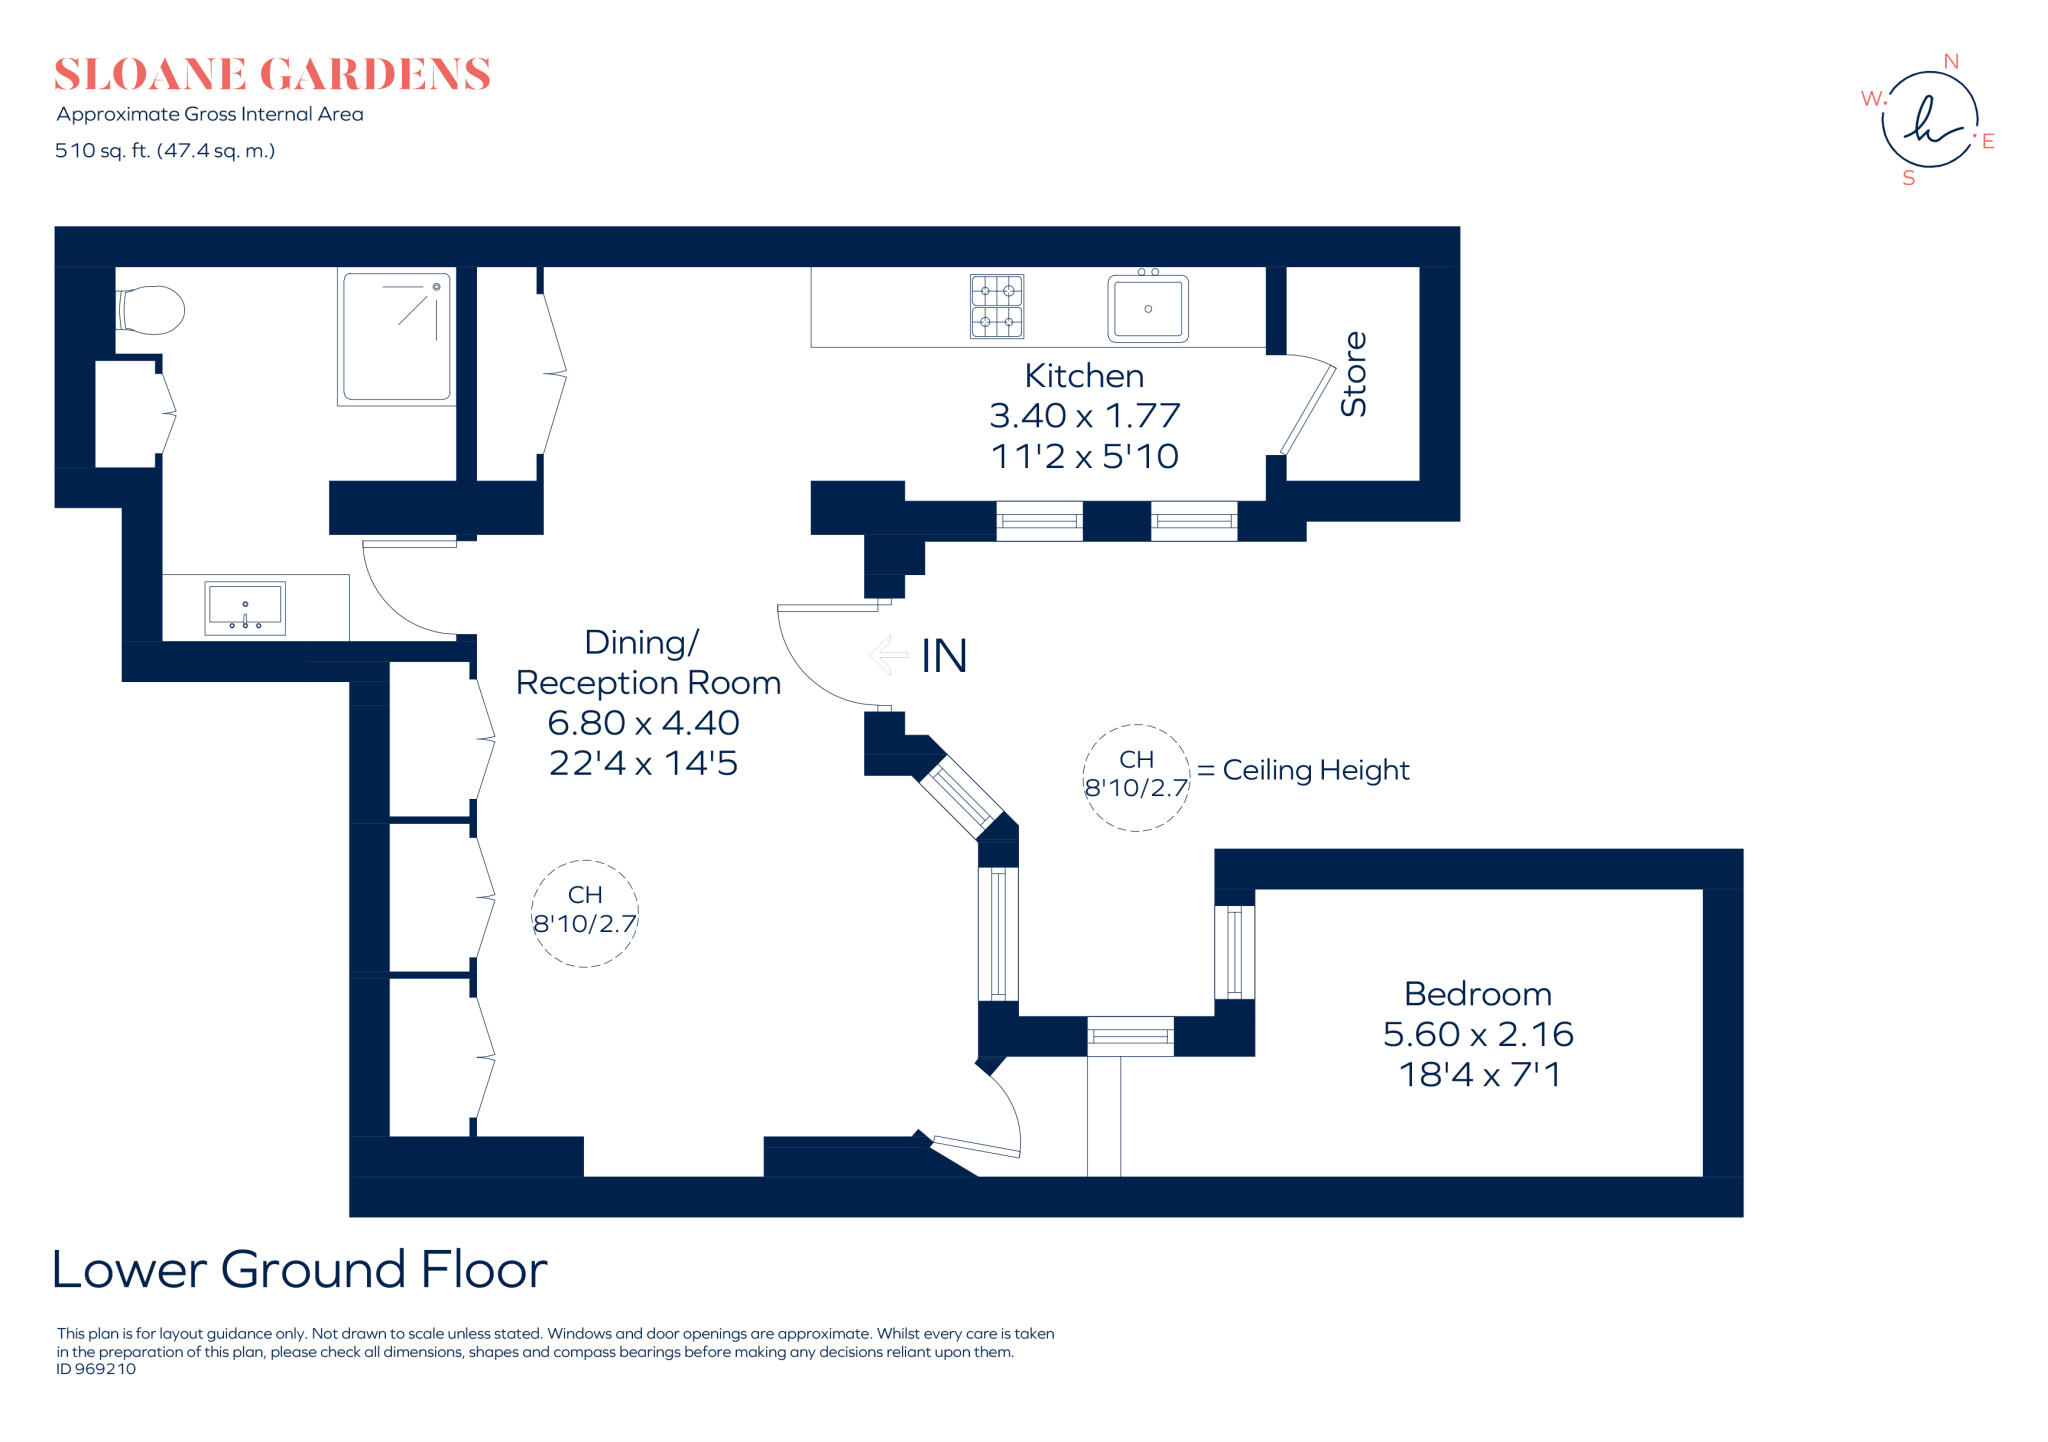 SLOANE GARDENS
Approximate Gross Internal Area
510 sq. ft. (47.4 sq. m.)
N
W
E
S
Kitchen
3.40 x 1.77
11'2 x 5'10
Store
Dining/
Reception Room
6.80 x 4.40
22'4 x 14'5
IN
CH
8'10/2.7
= Ceiling Height
CH
8'10/2.7
Bedroom
5.60 x 2.16
18'4 x 7'1
Lower Ground Floor
This plan is for layout guidance only. Not drawn to scale unless stated. Windows and door openings are approximate. Whilst every care is taken
in the preparation of this plan, please check all dimensions, shapes and compass bearings before making any decisions reliant upon them.
ID 969210